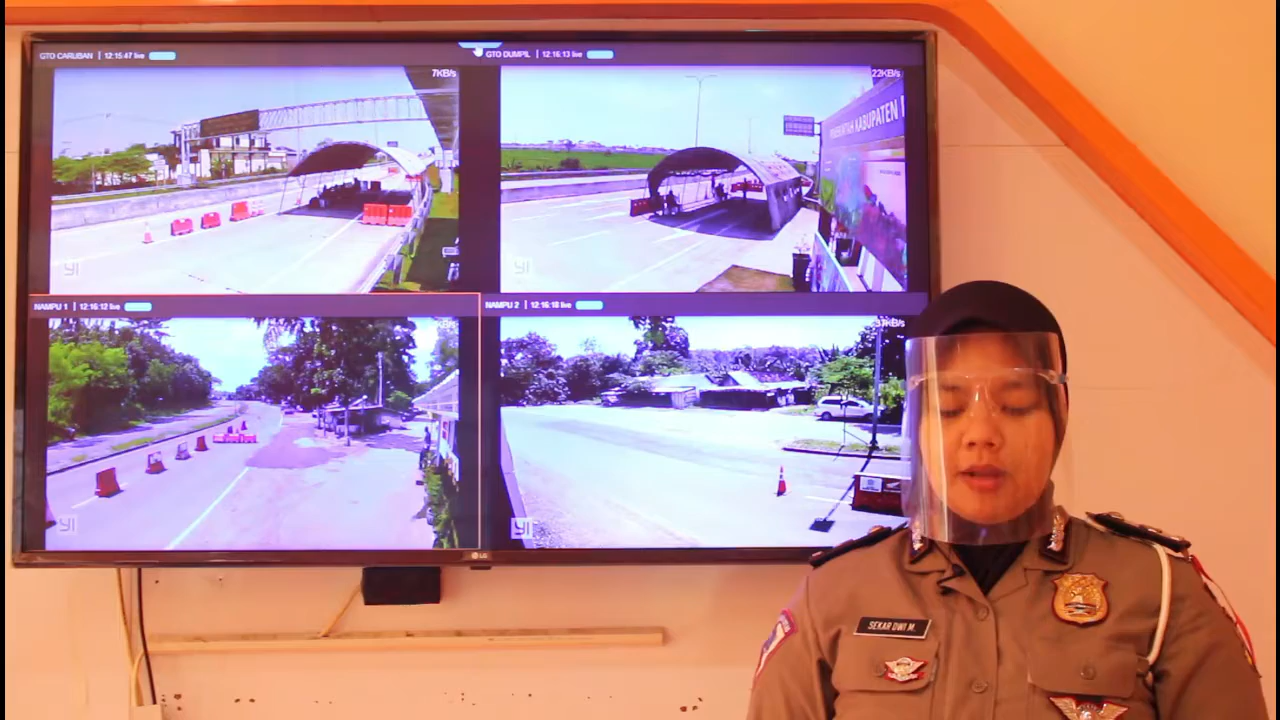 GTO CARUBAN | 12:15:47 live
7KB/s
GTO DUMPIL | 12:16:13 live
22KB/s
KABUPATEN
YI
YI
NAMPU 1 | 12:16:12 live
NAMPU 2 | 12:16:18 live
YI
YI
LG
SEKAR DWI M.